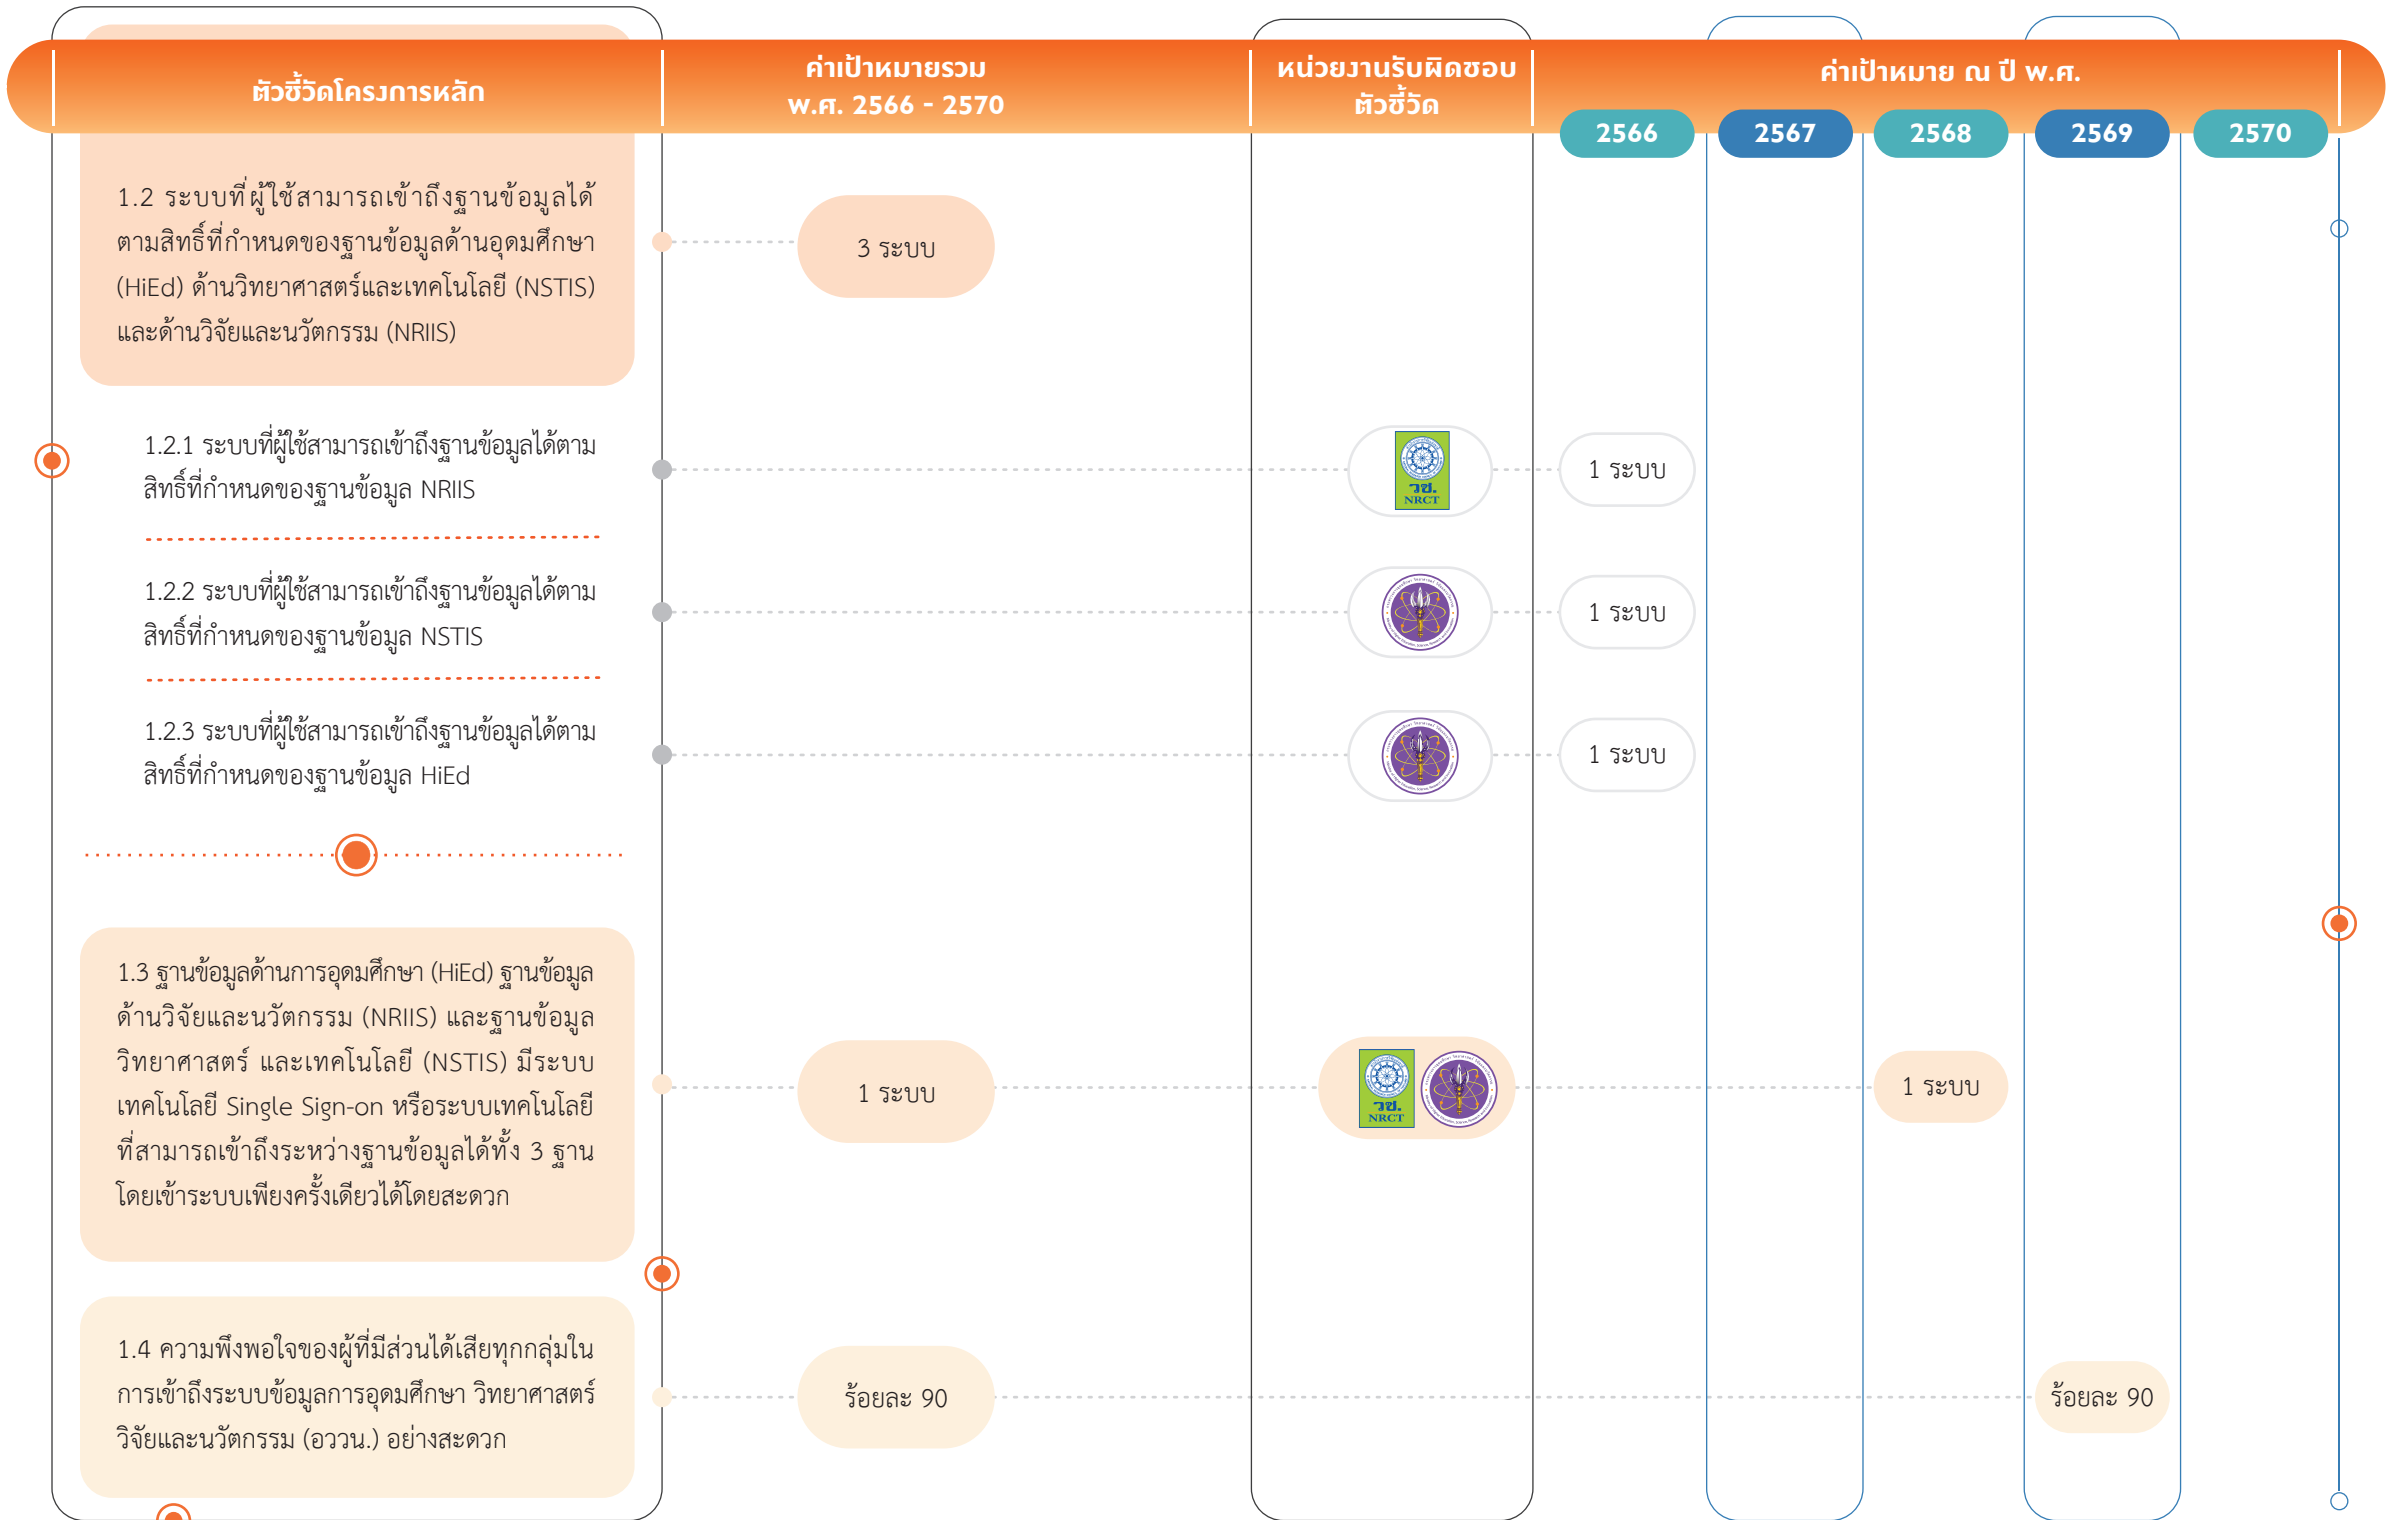 ตัวชี้วัดโครงการหลัก
ค่าเป้าหมายรวม
พ.ศ. 2566 - 2570
หน่วยงานรับผิดชอบ
ตัวชี้วัด
ค่าเป้าหมาย ณ ปี พ.ศ.
2566
2567
2568
2569
2570
1.2 ระบบที่ผู้ใช้สามารถเข้าถึงฐานข้อมูลได้
ตามสิทธิ์ที่กำหนดของฐานข้อมูลด้านอุดมศึกษา
(HiEd) ด้านวิทยาศาสตร์และเทคโนโลยี (NSTIS)
และด้านวิจัยและนวัตกรรม (NRIIS)
3 ระบบ
1.2.1 ระบบที่ผู้ใช้สามารถเข้าถึงฐานข้อมูลได้ตาม
สิทธิ์ที่กำหนดของฐานข้อมูล NRIIS
วช.
NRCT
1 ระบบ
1.2.2 ระบบที่ผู้ใช้สามารถเข้าถึงฐานข้อมูลได้ตาม
สิทธิ์ที่กำหนดของฐานข้อมูล NSTIS
1 ระบบ
1.2.3 ระบบที่ผู้ใช้สามารถเข้าถึงฐานข้อมูลได้ตาม
สิทธิ์ที่กำหนดของฐานข้อมูล HiEd
1 ระบบ
1.3 ฐานข้อมูลด้านการอุดมศึกษา (HiEd) ฐานข้อมูล
ด้านวิจัยและนวัตกรรม (NRIIS) และฐานข้อมูล
วิทยาศาสตร์ และเทคโนโลยี (NSTIS) มีระบบ
เทคโนโลยี Single Sign-on หรือระบบเทคโนโลยี
ที่สามารถเข้าถึงระหว่างฐานข้อมูลได้ทั้ง 3 ฐาน
โดยเข้าระบบเพียงครั้งเดียวได้โดยสะดวก
1 ระบบ
วช.
NRCT
1 ระบบ
1.4 ความพึงพอใจของผู้ที่มีส่วนได้เสียทุกกลุ่มใน
การเข้าถึงระบบข้อมูลการอุดมศึกษา วิทยาศาสตร์
วิจัยและนวัตกรรม (อววน.) อย่างสะดวก
ร้อยละ 90
ร้อยละ 90